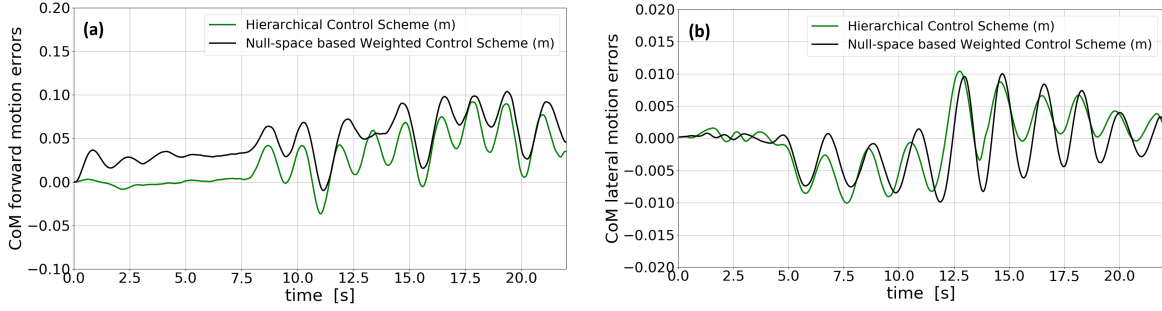 (a)
Hierarchical Control Scheme (m)
Null-space based Weighted Control Scheme (m)
CoM forward motion errors
0.20
0.15
0.10
0.05
0.00
−0.05
−0.10
0.0 2.5 5.0 7.5 10.0 12.5 15.0 17.5 20.0
time [s]
(b)
Hierarchical Control Scheme (m)
Null-space based Weighted Control Scheme (m)
CoM lateral motion errors
0.020
0.015
0.010
0.005
0.000
−0.005
−0.010
−0.015
−0.020
0.0 2.5 5.0 7.5 10.0 12.5 15.0 17.5 20.0
time [s]